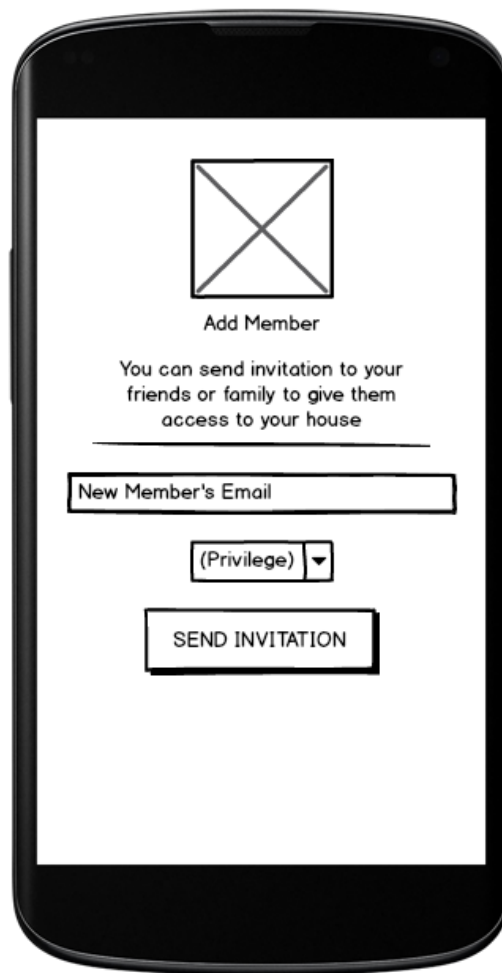 Add Member
You can send invitation to your
friends or family to give them
access to your house
New Member's Email
(Privilege)
SEND INVITATION